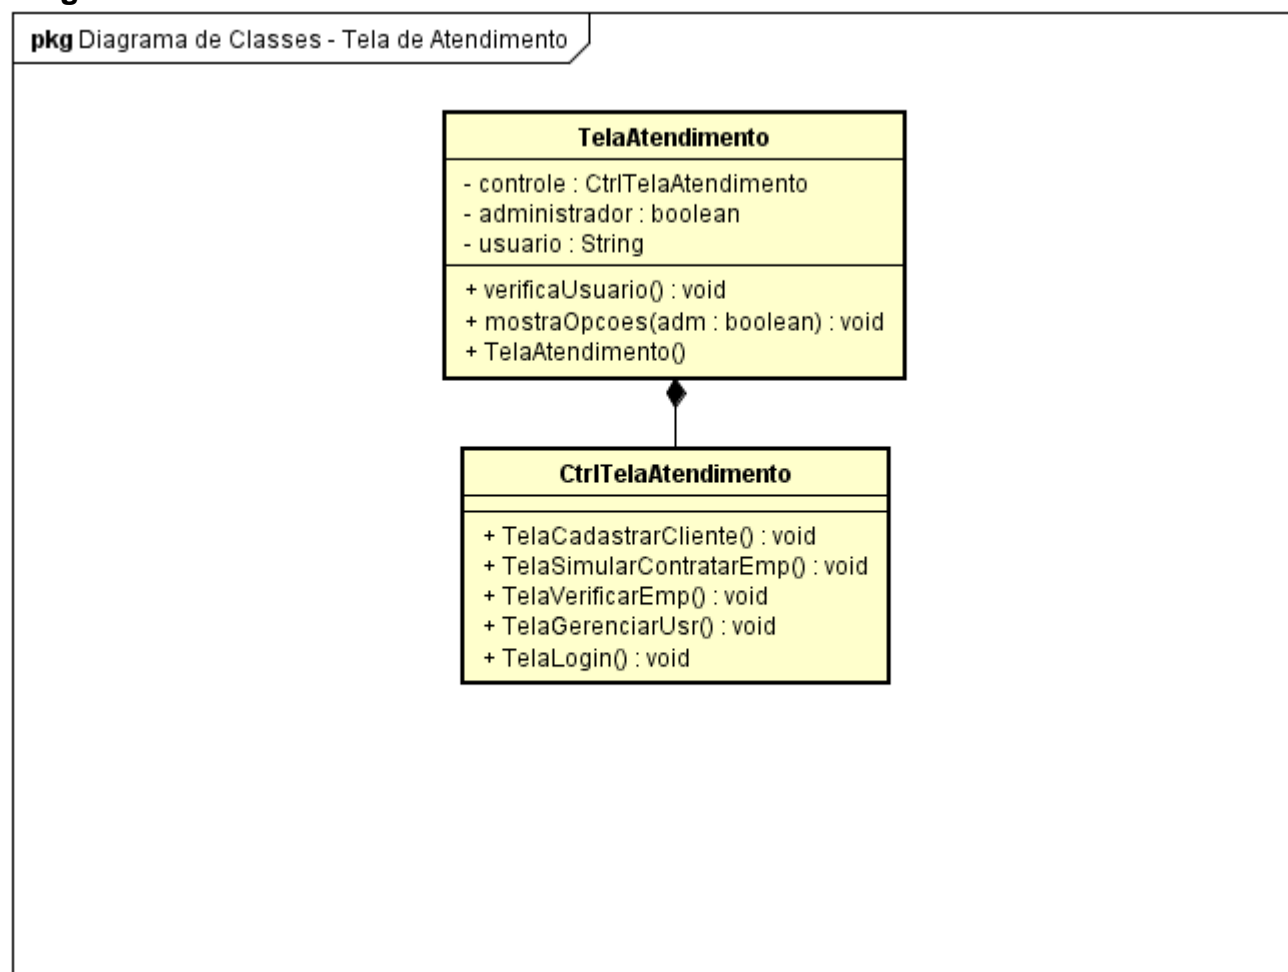 pkg Diagrama de Classes - Tela de Atendimento
TelaAtendimento
- controle : CtrlTelaAtendimento
- administrador : boolean
- usuario : String
+ verificaUsuario() : void
+ mostraOpcoes(adm : boolean) : void
+ TelaAtendimento()
CtrlTelaAtendimento
+ TelaCadastrarCliente() : void
+ TelaSimularContratarEmp() : void
+ TelaVerificarEmp() : void
+ TelaGerenciarUsr() : void
+ TelaLogin() : void